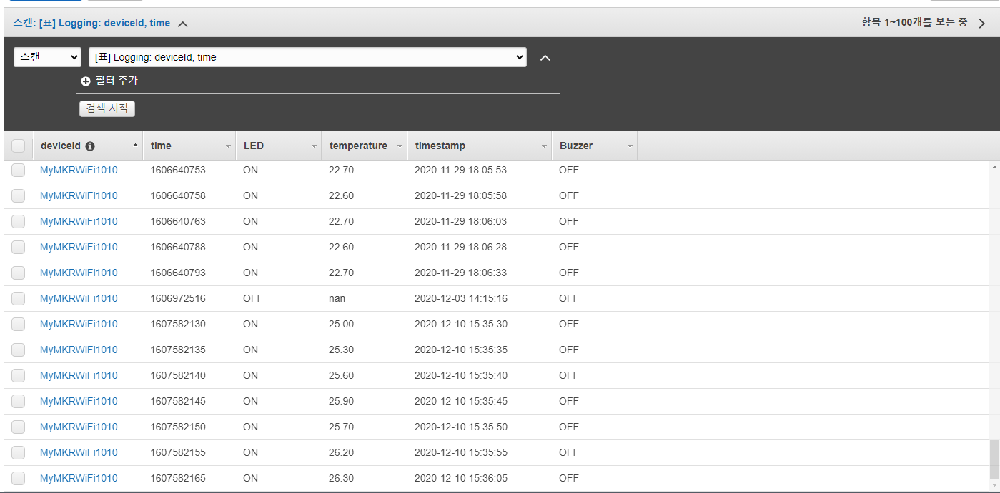 스캔: [표] Logging: deviceId, time 항목 1~100개를 보는 중
스캔 [표] Logging: deviceId, time
필터 추가
검색 시작
deviceId time LED temperature timestamp Buzzer
MyMKRWiFi1010 1606640753 ON 22.70 2020-11-29 18:05:53 OFF
MyMKRWiFi1010 1606640758 ON 22.60 2020-11-29 18:05:58 OFF
MyMKRWiFi1010 1606640763 ON 22.70 2020-11-29 18:06:03 OFF
MyMKRWiFi1010 1606640788 ON 22.60 2020-11-29 18:06:28 OFF
MyMKRWiFi1010 1606640793 ON 22.70 2020-11-29 18:06:33 OFF
MyMKRWiFi1010 1606972516 OFF nan 2020-12-03 14:15:16 OFF
MyMKRWiFi1010 1607582130 ON 25.00 2020-12-10 15:35:30 OFF
MyMKRWiFi1010 1607582135 ON 25.30 2020-12-10 15:35:35 OFF
MyMKRWiFi1010 1607582140 ON 25.60 2020-12-10 15:35:40 OFF
MyMKRWiFi1010 1607582145 ON 25.90 2020-12-10 15:35:45 OFF
MyMKRWiFi1010 1607582150 ON 25.70 2020-12-10 15:35:50 OFF
MyMKRWiFi1010 1607582155 ON 26.20 2020-12-10 15:35:55 OFF
MyMKRWiFi1010 1607582165 ON 26.30 2020-12-10 15:36:05 OFF